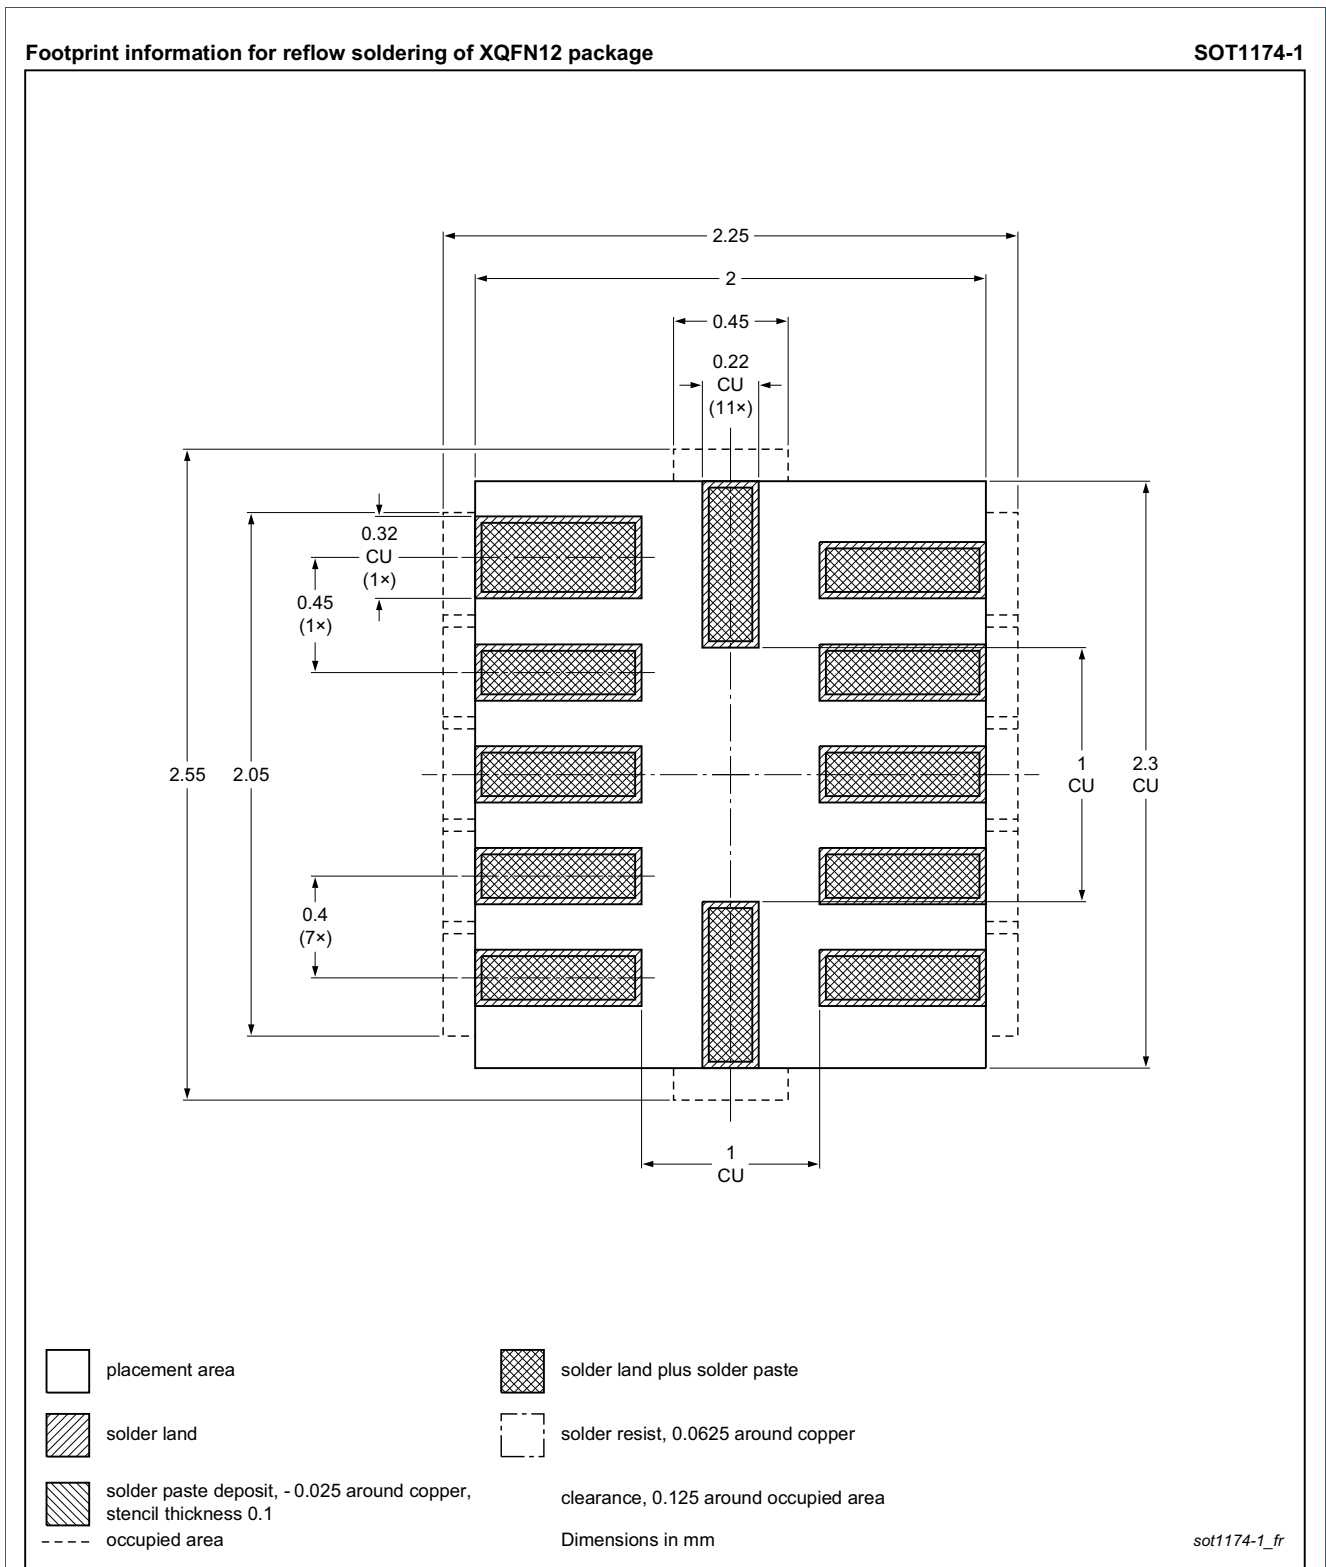 Footprint information for reflow soldering of XQFN12 package
SOT1174-1
2.25
2
0.45
0.22
CU
(11×)
0.32
CU
(1×)
0.45
(1×)
2.55
2.05
1
CU
2.3
CU
0.4
(7×)
1
CU
placement area
solder land plus solder paste
solder land
solder resist, 0.0625 around copper
solder paste deposit, - 0.025 around copper,
stencil thickness 0.1
clearance, 0.125 around occupied area
occupied area
Dimensions in mm
sot1174-1_fr